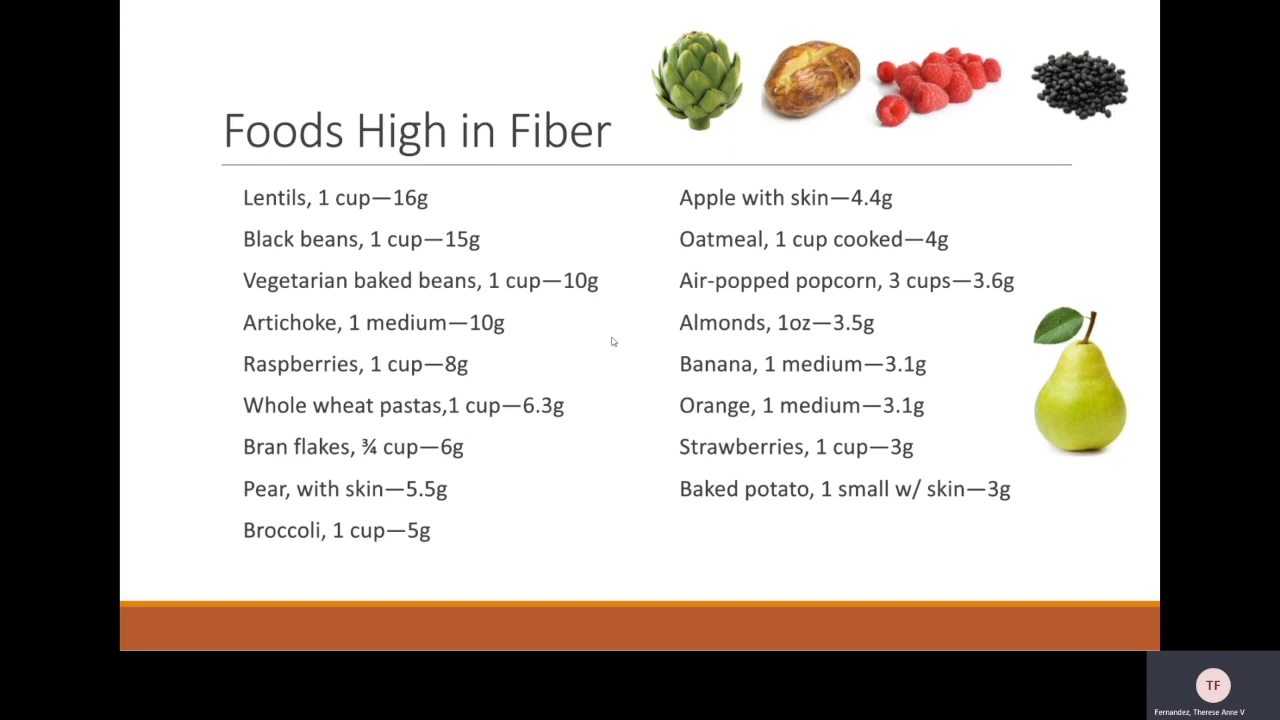 Foods High in Fiber
Lentils, 1 cup—16g
Black beans, 1 cup—15g
Vegetarian baked beans, 1 cup—10g
Artichoke, 1 medium—10g
Raspberries, 1 cup—8g
Whole wheat pastas,1 cup—6.3g
Bran flakes, ¾ cup—6g
Pear, with skin—5.5g
Broccoli, 1 cup—5g
Apple with skin—4.4g
Oatmeal, 1 cup cooked—4g
Air-popped popcorn, 3 cups—3.6g
Almonds, 1oz—3.5g
Banana, 1 medium—3.1g
Orange, 1 medium—3.1g
Strawberries, 1 cup—3g
Baked potato, 1 small w/ skin—3g
TF
Fernandez, Therese Anne V